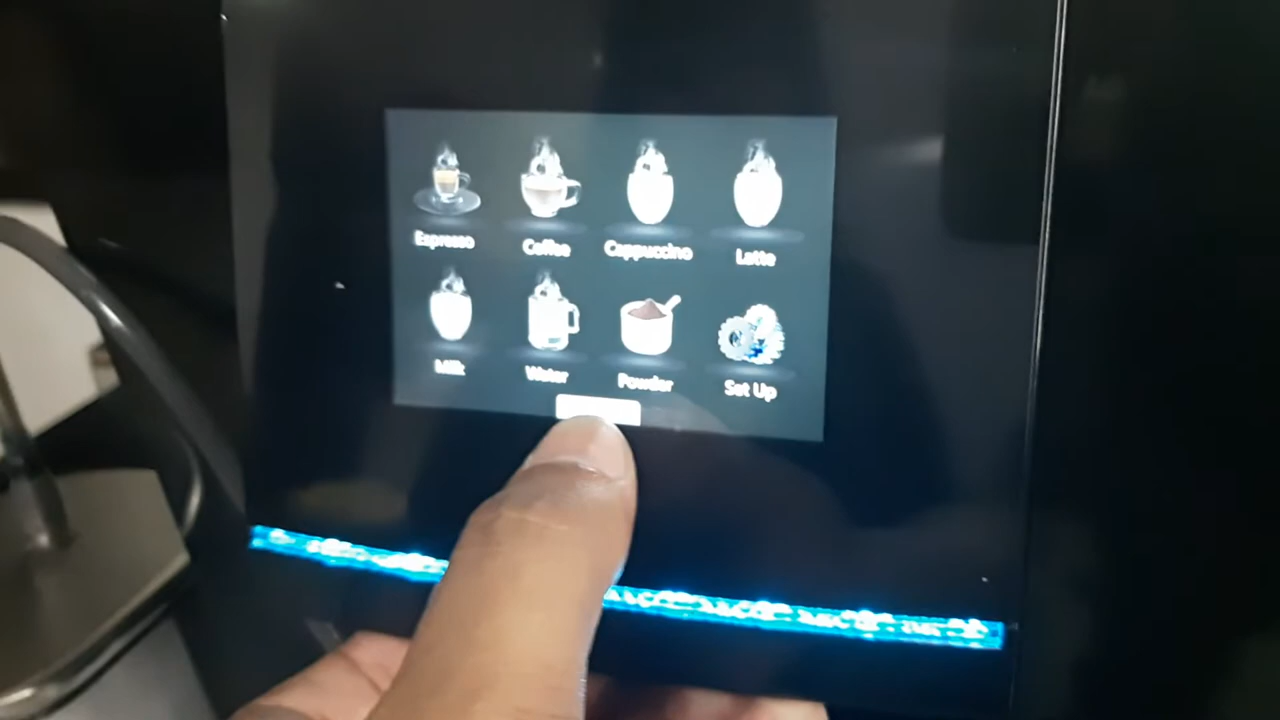 Espresso
Coffee
Cappuccino
Latte
Milk
Water
Powder
Set Up